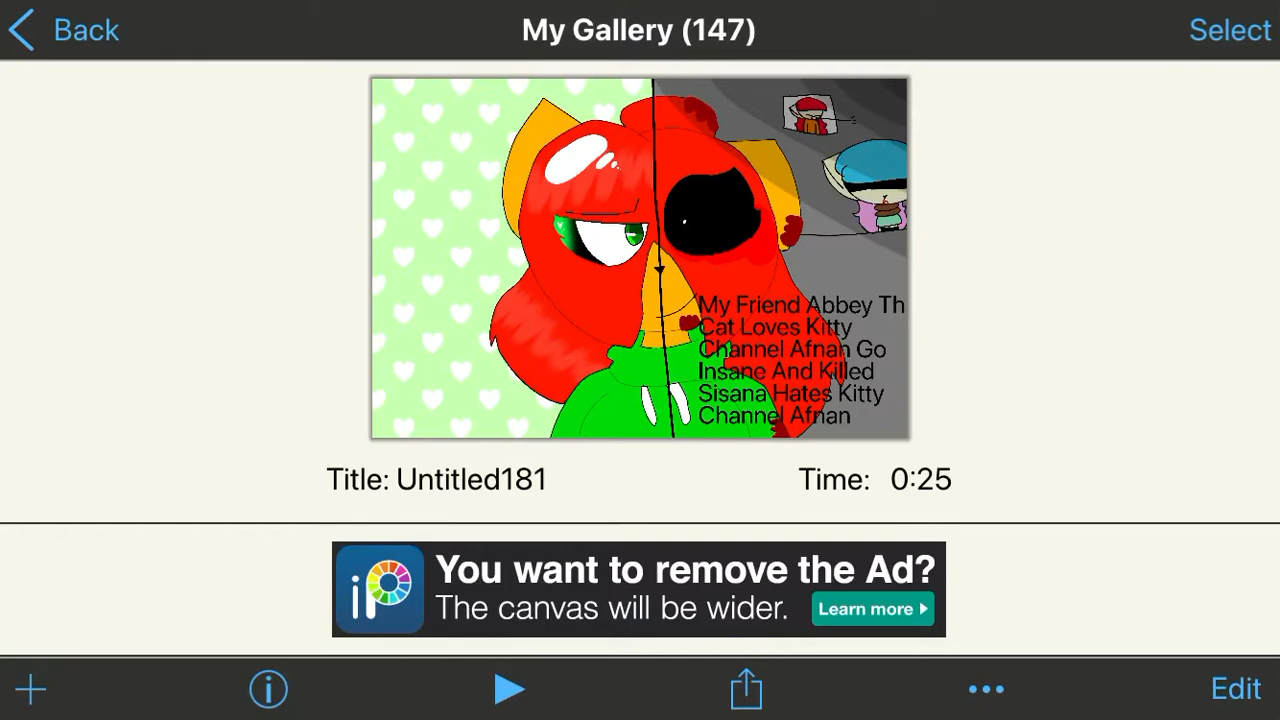 Back
My Gallery (147)
Select
My Friend Abbey Th
Cat Loves Kitty
Channel Afnan Go
Insane And Killed
Sisana Hates Kitty
Channel Afnan
Title: Untitled181
Time: 0:25
iP
You want to remove the Ad?
The canvas will be wider.
Learn more
Edit